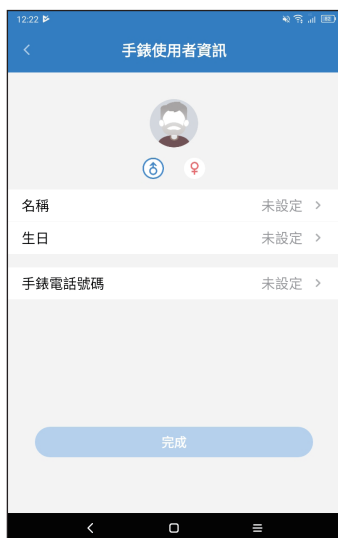 12:22
手錶使用者資訊
名稱 未設定
生日 未設定
手錶電話號碼 未設定
完成